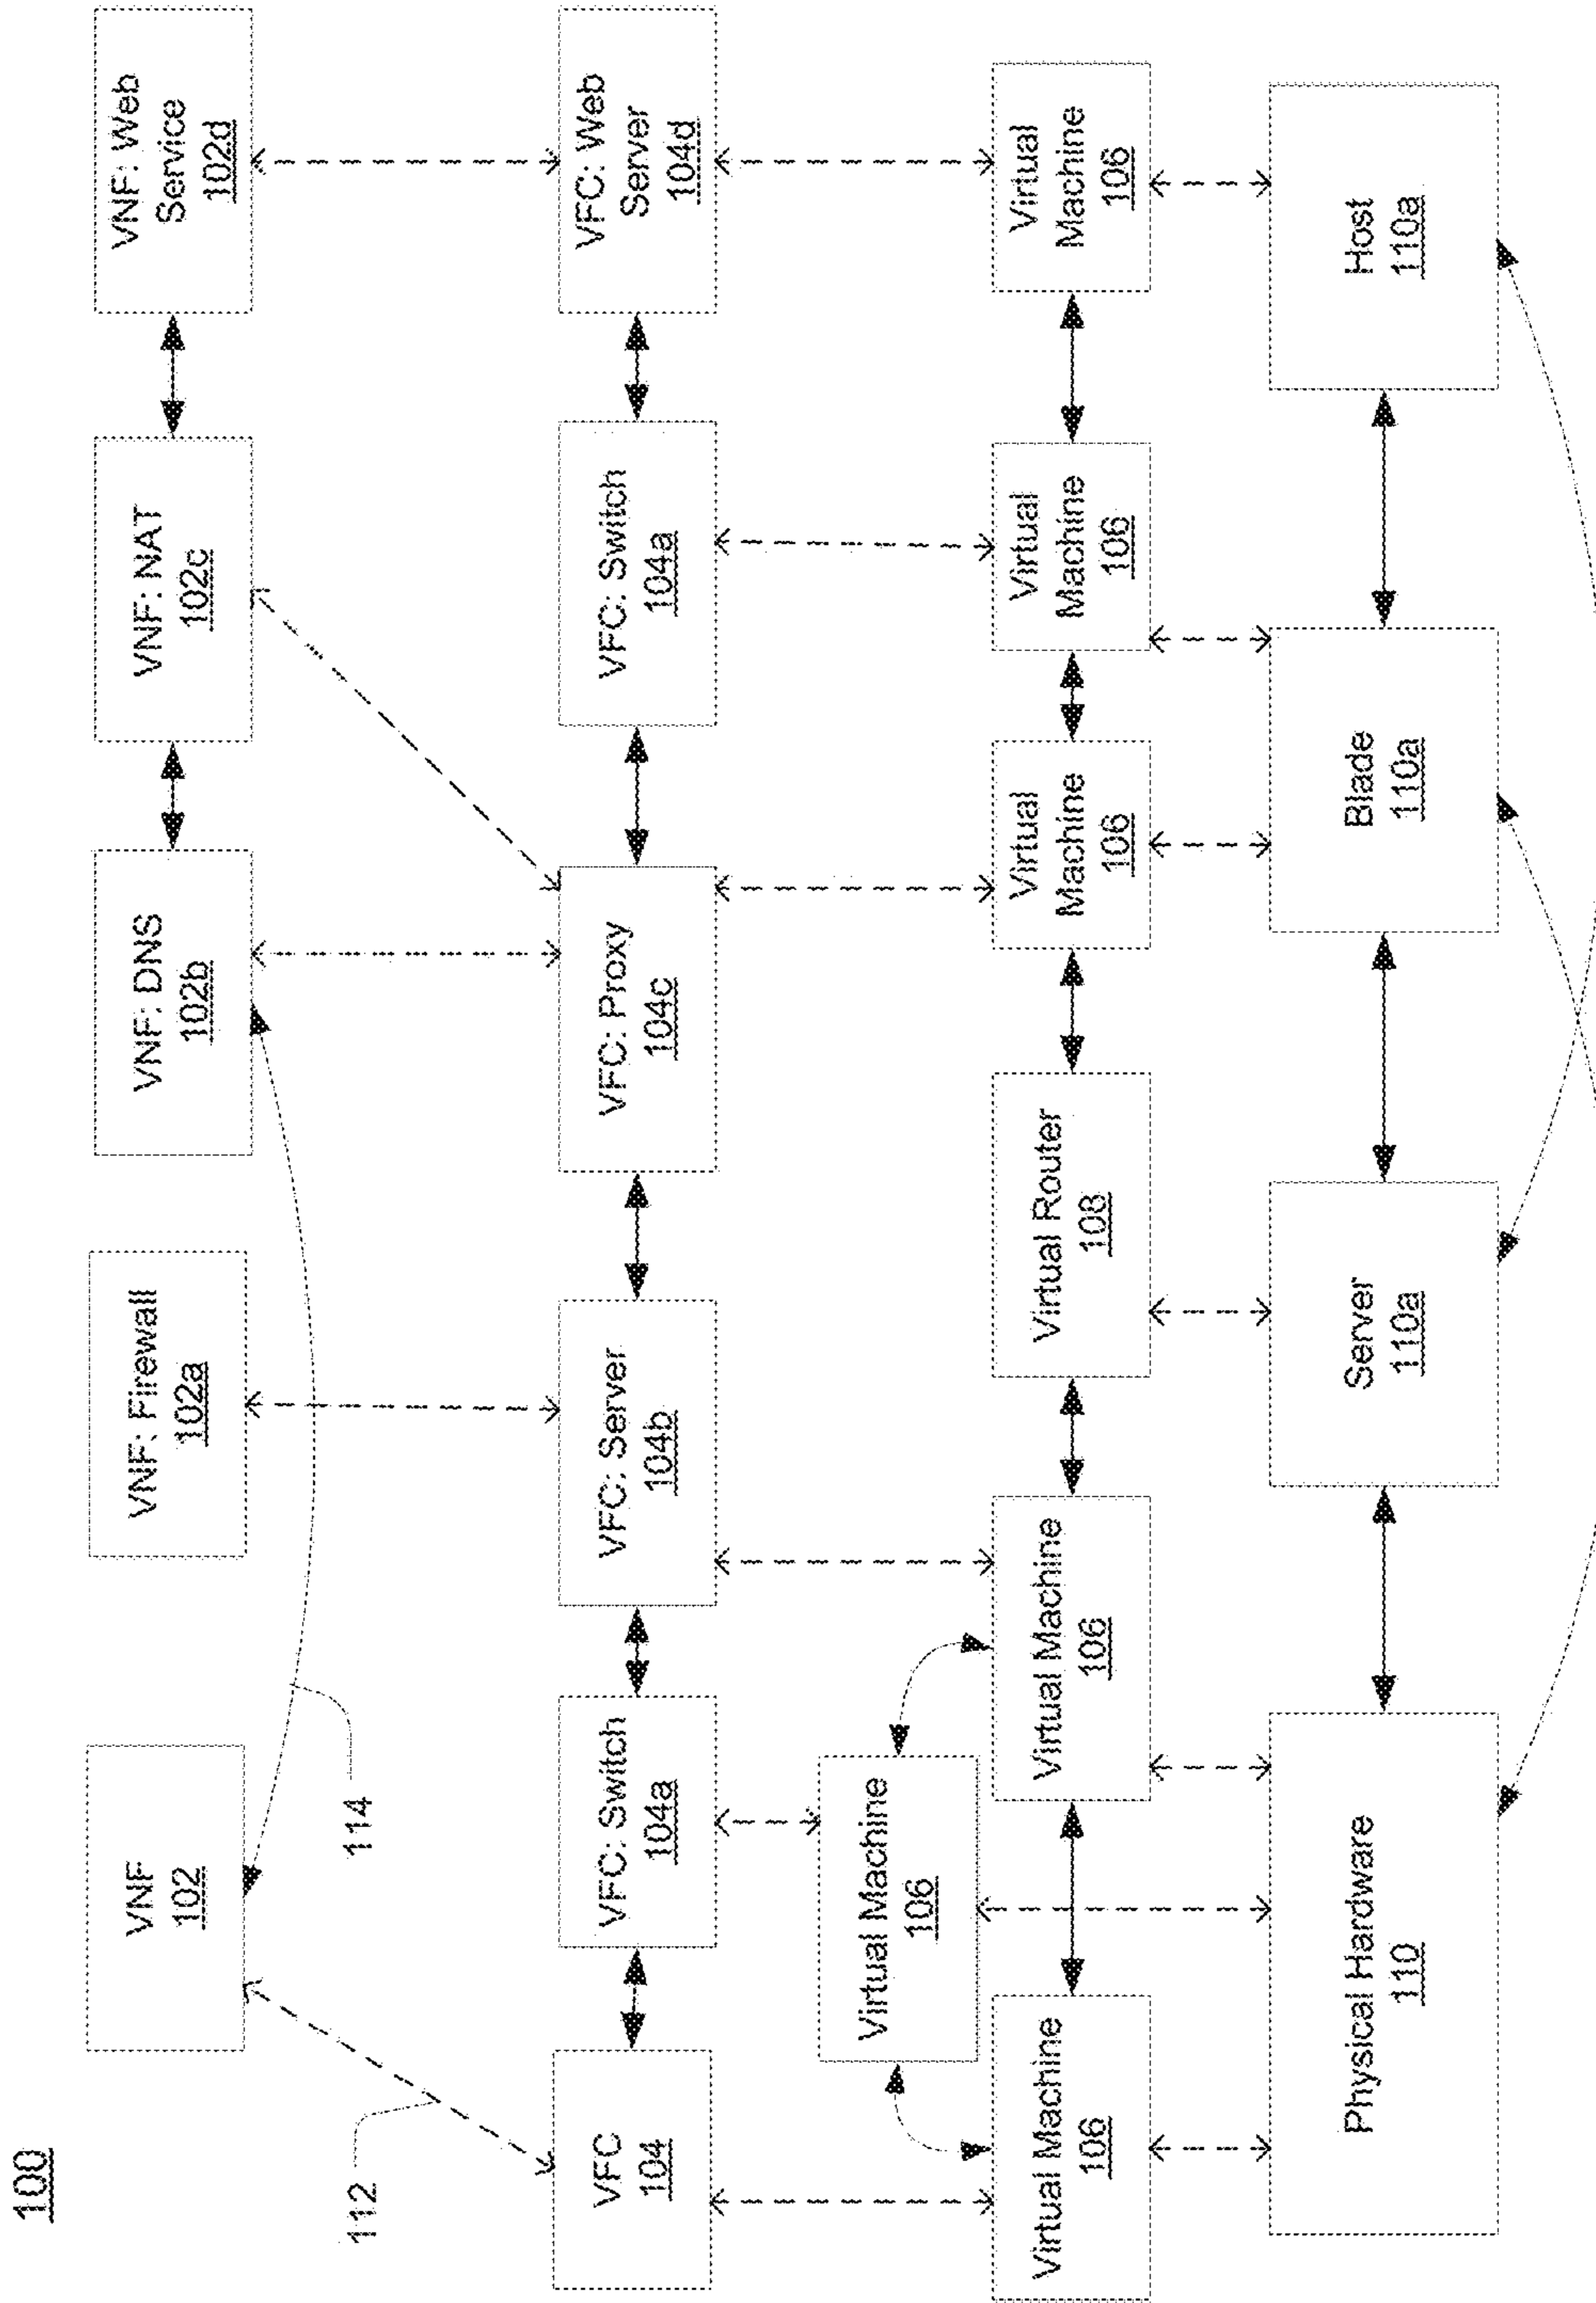 100
VNF
102
VNF: Firewall
102a
VNF: DNS
102b
VNF: NAT
102c
VNF: Web
Service
102d
112
114
VFC
104
VFC: Switch
104a
VFC: Server
104b
VFC: Proxy
104c
VFC: Switch
104a
VFC: Web
Server
104d
Virtual Machine
106
Virtual Machine
106
Virtual Machine
106
Virtual Router
108
Virtual
Machine
106
Virtual
Machine
106
Virtual
Machine
106
Physical Hardware
110
Server
110a
Blade
110a
Host
110a